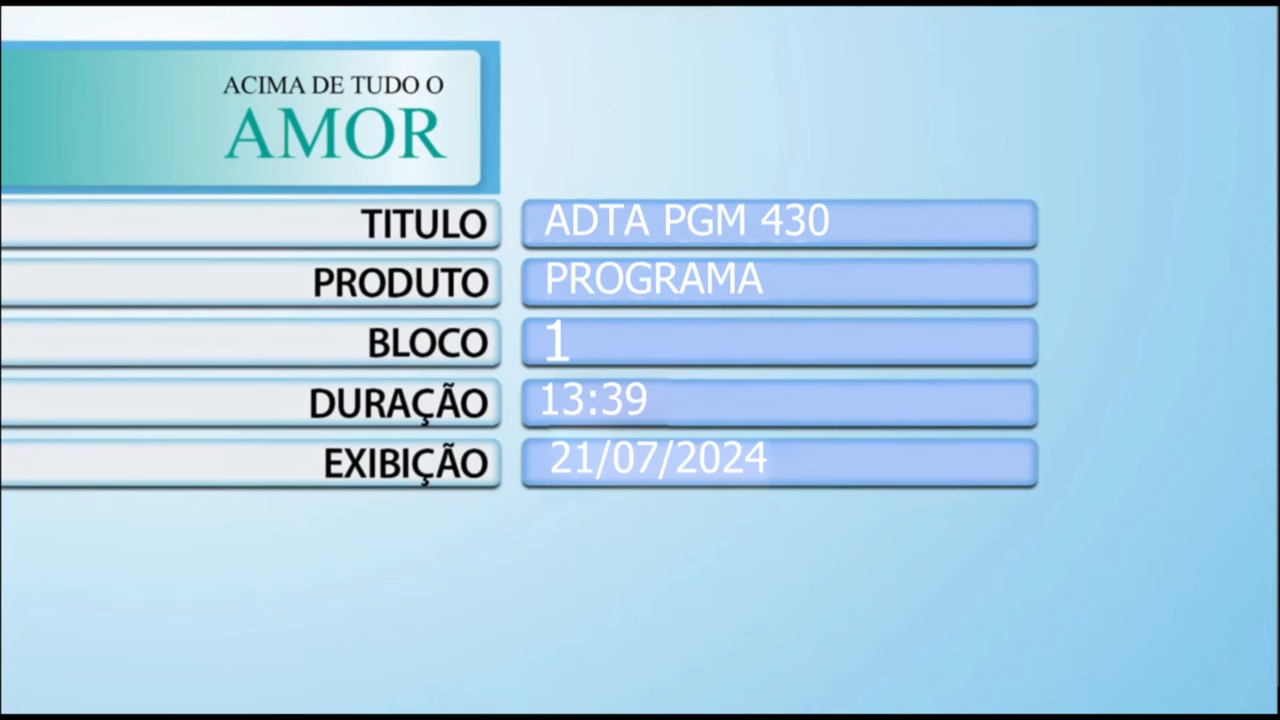 ACIMA DE TUDO O
AMOR
TITULO ADTA PGM 430
PRODUTO PROGRAMA
BLOCO 1
DURAÇÃO 13:39
EXIBIÇÃO 21/07/2024